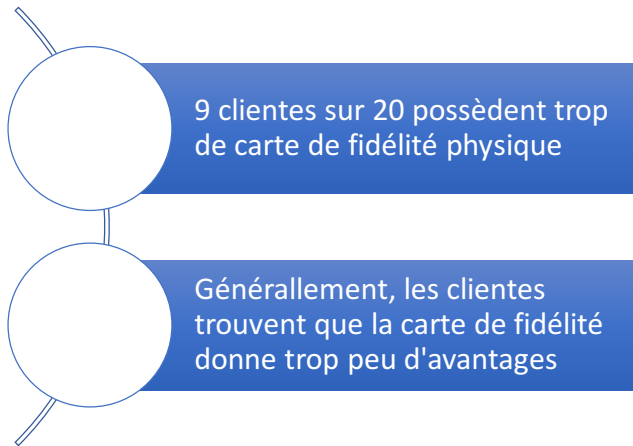 9 clientes sur 20 possèdent trop
de carte de fidélité physique
Générallement, les clientes
trouvent que la carte de fidélité
donne trop peu d'avantages